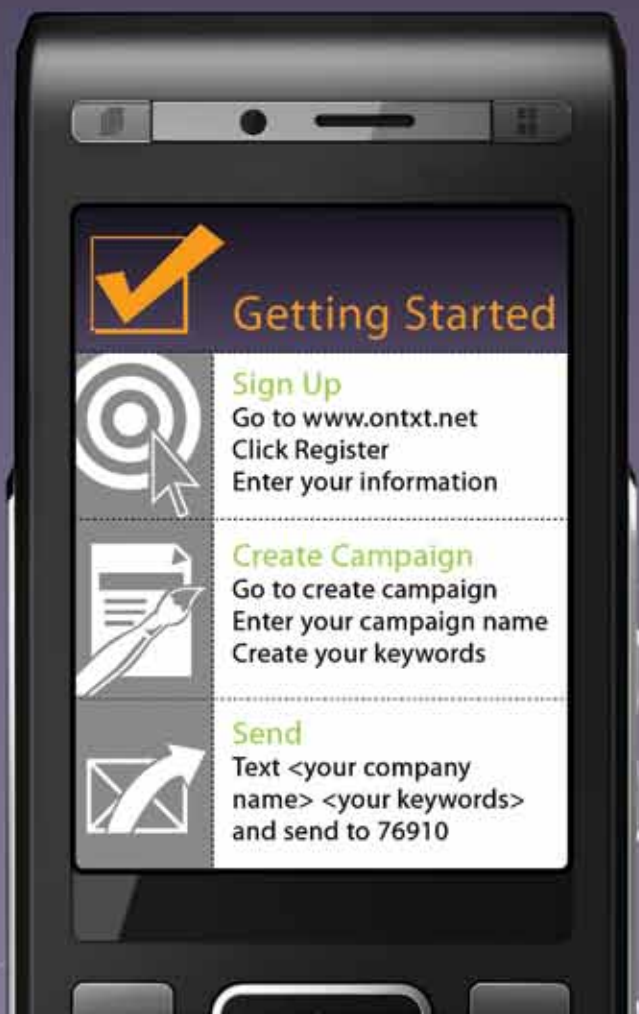 Getting Started
Sign Up
Go to www.ontxt.net
Click Register
Enter your information
Create Campaign
Go to create campaign
Enter your campaign name
Create your keywords
Send
Text <your company
name> <your keywords>
and send to 76910